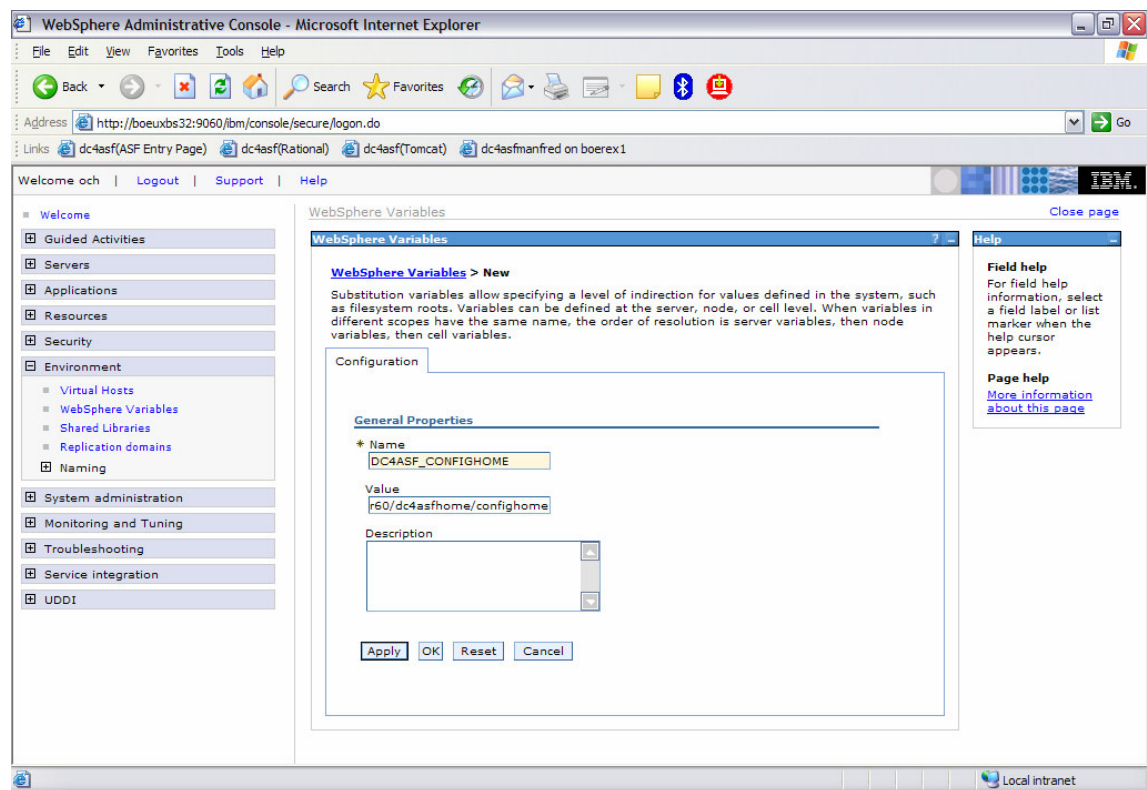 WebSphere Administrative Console - Microsoft Internet Explorer
File Edit View Favorites Tools Help
Back Search Favorites
Address http://boeuxbs32:9060/ibm/console/secure/logon.do Go
Links dc4asf(ASF Entry Page) dc4asf(Rational) dc4asf(Tomcat) dc4asfmanfred on boerex1
Welcome och | Logout | Support | Help IBM.
Welcome
Guided Activities
Servers
Applications
Resources
Security
Environment
Virtual Hosts
WebSphere Variables
Shared Libraries
Replication domains
Naming
System administration
Monitoring and Tuning
Troubleshooting
Service integration
UDDI
WebSphere Variables Close page
WebSphere Variables ? -
WebSphere Variables > New
Substitution variables allow specifying a level of indirection for values defined in the system, such
as filesystem roots. Variables can be defined at the server, node, or cell level. When variables in
different scopes have the same name, the order of resolution is server variables, then node
variables, then cell variables.
Configuration
General Properties
* Name
DC4ASF_CONFIGHOME
Value
r60/dc4asfhome/confighome
Description
Apply OK Reset Cancel
Help -
Field help
For field help
information, select
a field label or list
marker when the
help cursor
appears.
Page help
More information
about this page
Local intranet